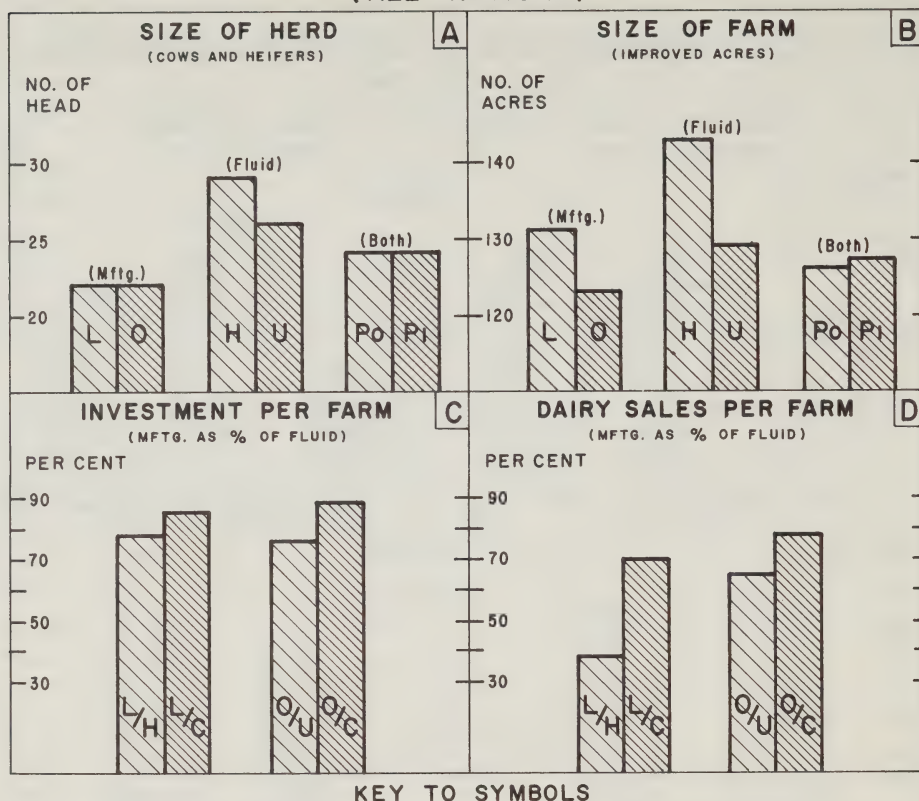 SIZE OF HERD
(COWS AND HEIFERS)
A
NO. OF
HEAD
30
25
20
(Mftg.)
(Fluid)
(Both)
L O H U Po Pi
SIZE OF FARM
(IMPROVED ACRES)
B
NO. OF
ACRES
140
130
120
(Mftg.)
(Fluid)
(Both)
L O H U Po Pi
INVESTMENT PER FARM
(MFTG. AS % OF FLUID)
C
PER CENT
90
70
50
30
L/H L/C O/U O/C
DAIRY SALES PER FARM
(MFTG. AS % OF FLUID)
D
PER CENT
90
70
50
30
L/H L/C O/U O/C
KEY TO SYMBOLS